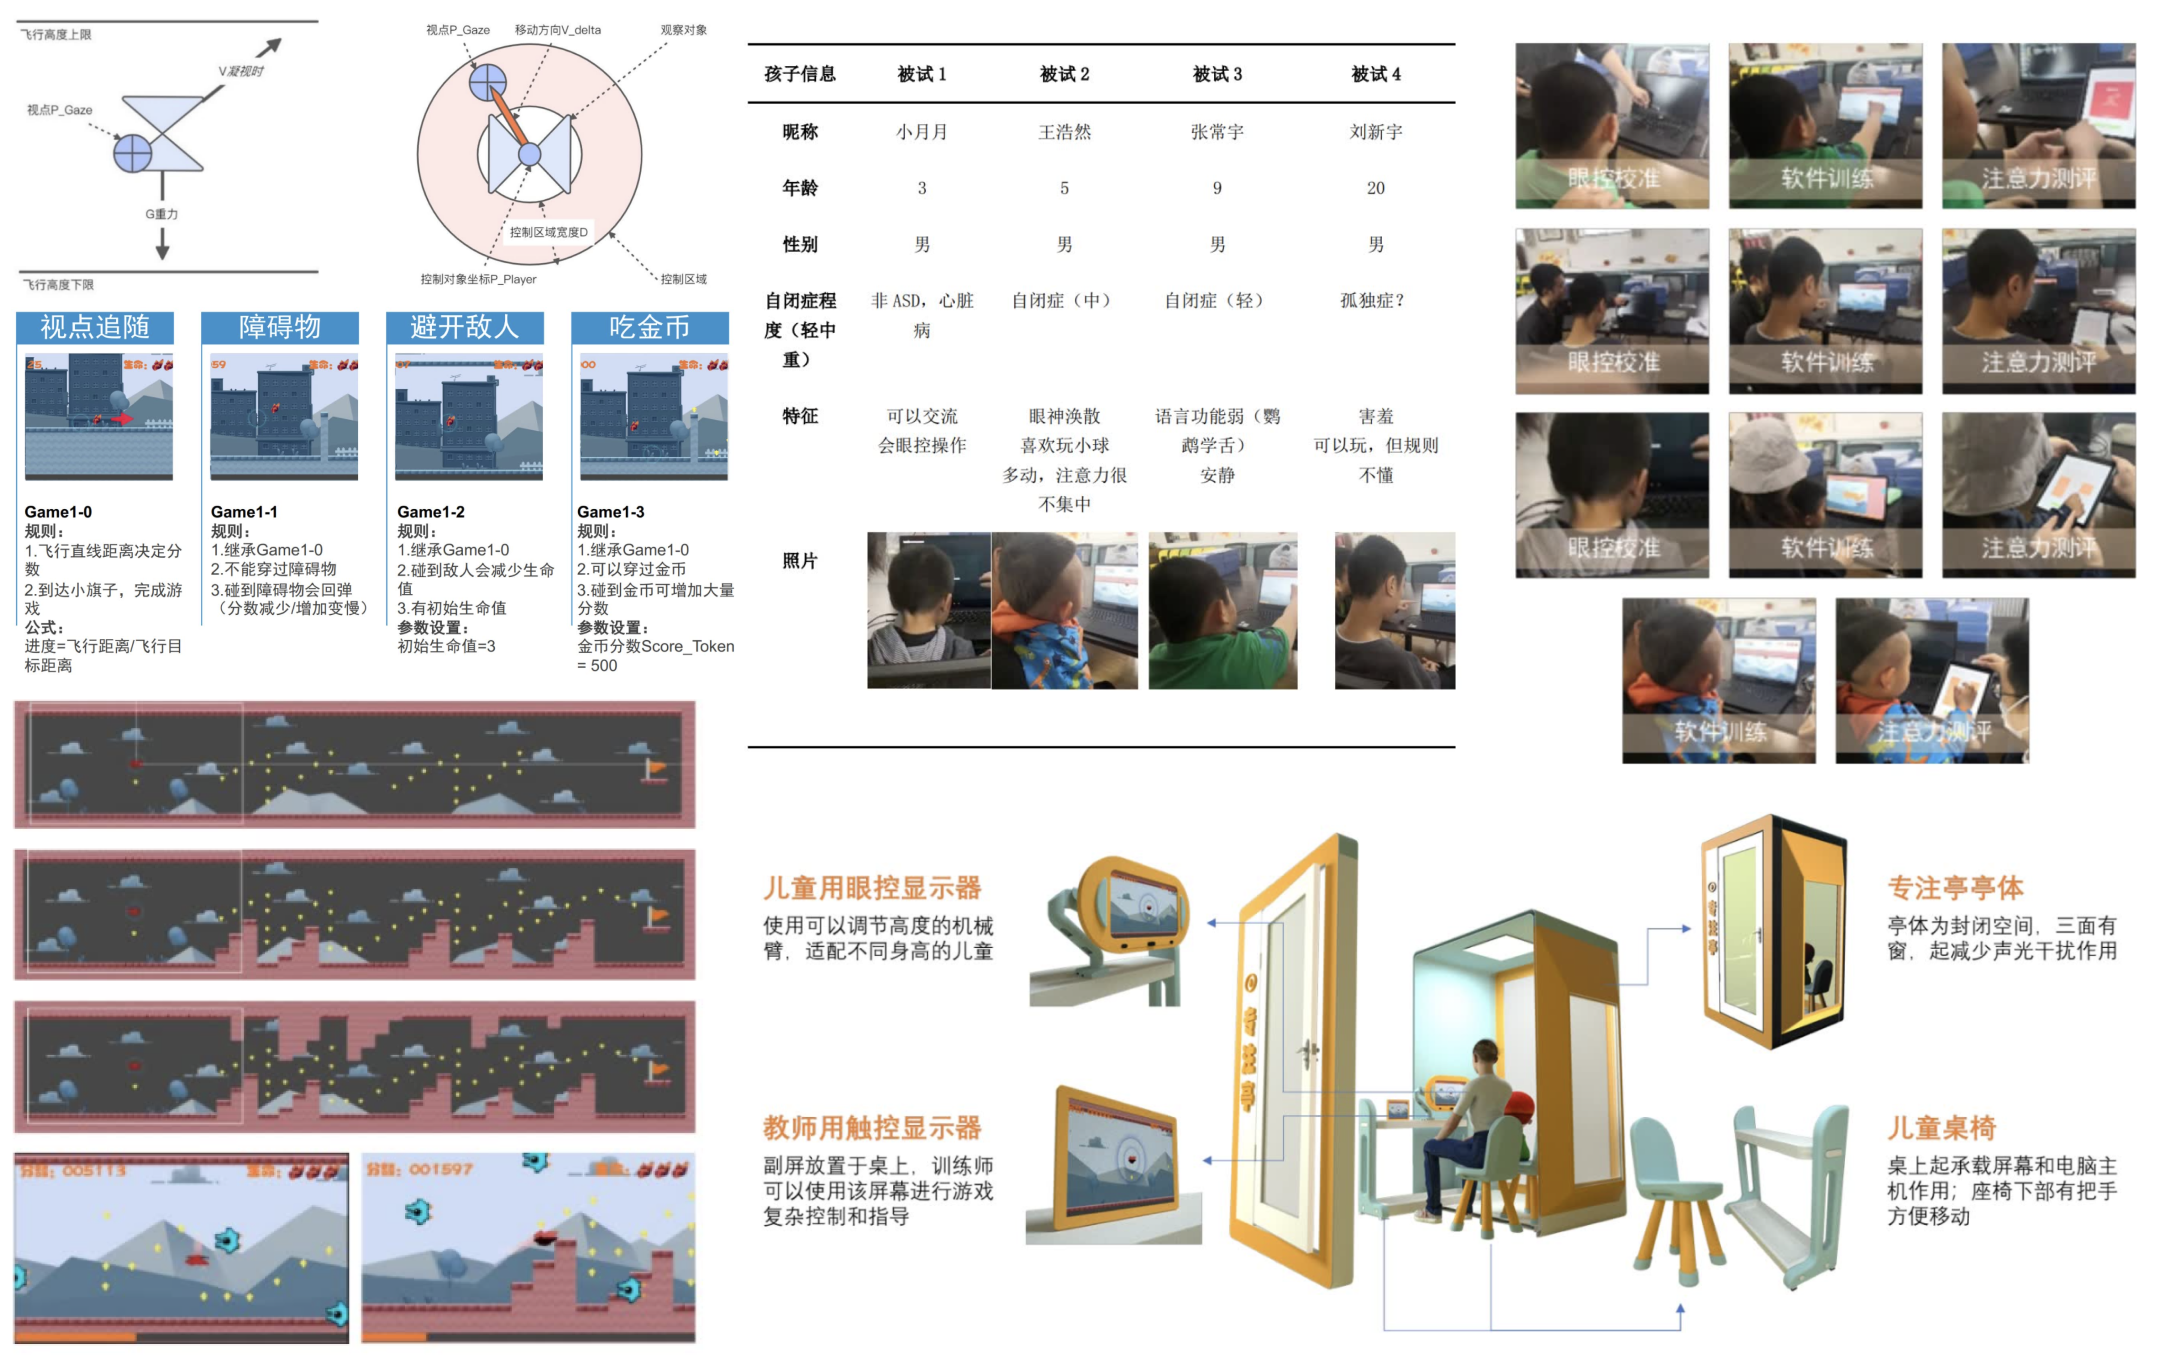 飞行高度上限
V凝视时
视点P_Gaze
G重力
飞行高度下限
视点P_Gaze
移动方向V_delta
观察对象
控制区域宽度D
控制对象坐标P_Player
控制区域
视点追随
障碍物
避开敌人
吃金币
25
生命:
59
生命:
生命:
00
生命:
Game1-0
规则：
1.飞行直线距离决定分
数
2.到达小旗子，完成游
戏
公式：
进度=飞行距离/飞行目
标距离
Game1-1
规则：
1.继承Game1-0
2.不能穿过障碍物
3.碰到障碍物会回弹
（分数减少/增加变慢）
Game1-2
规则：
1.继承Game1-0
2.碰到敌人会减少生命
值
3.有初始生命值
参数设置：
初始生命值=3
Game1-3
规则：
1.继承Game1-0
2.可以穿过金币
3.碰到金币可增加大量
分数
参数设置：
金币分数Score_Token
= 500
分数: 005113
生命:
分数: 001597
孩子信息 被试 1 被试 2 被试 3 被试 4
昵称 小月月 王浩然 张常宇 刘新宇
年龄 3 5 9 20
性别 男 男 男 男
自闭症程 非 ASD，心脏 自闭症（中） 自闭症（轻） 孤独症？
度（轻中 病
重）
特征 可以交流 眼神涣散 语言功能弱（鹦 害羞
会眼控操作 喜欢玩小球 鹉学舌） 可以玩，但规则
多动，注意力很 安静 不懂
不集中
照片
眼控校准
软件训练
注意力测评
眼控校准
软件训练
注意力测评
眼控校准
软件训练
注意力测评
软件训练
注意力测评
儿童用眼控显示器
使用可以调节高度的机械
臂，适配不同身高的儿童
教师用触控显示器
副屏放置于桌上，训练师
可以使用该屏幕进行游戏
复杂控制和指导
专注亭
专注亭
专注亭亭体
亭体为封闭空间，三面有
窗，起减少声光干扰作用
儿童桌椅
桌上起承载屏幕和电脑主
机作用；座椅下部有把手
方便移动